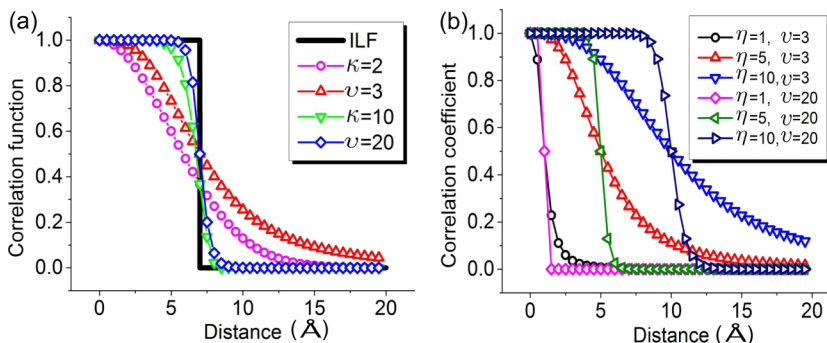 (a)
Correlation function
1.0
0.8
0.6
0.4
0.2
0.0
0
5
10
15
20
Distance (Å)
ILF
κ=2
υ=3
κ=10
υ=20
(b)
Correlation coefficient
1.0
0.8
0.6
0.4
0.2
0.0
0
5
10
15
20
Distance (Å)
η=1, υ=3
η=5, υ=3
η=10, υ=3
η=1, υ=20
η=5, υ=20
η=10, υ=20